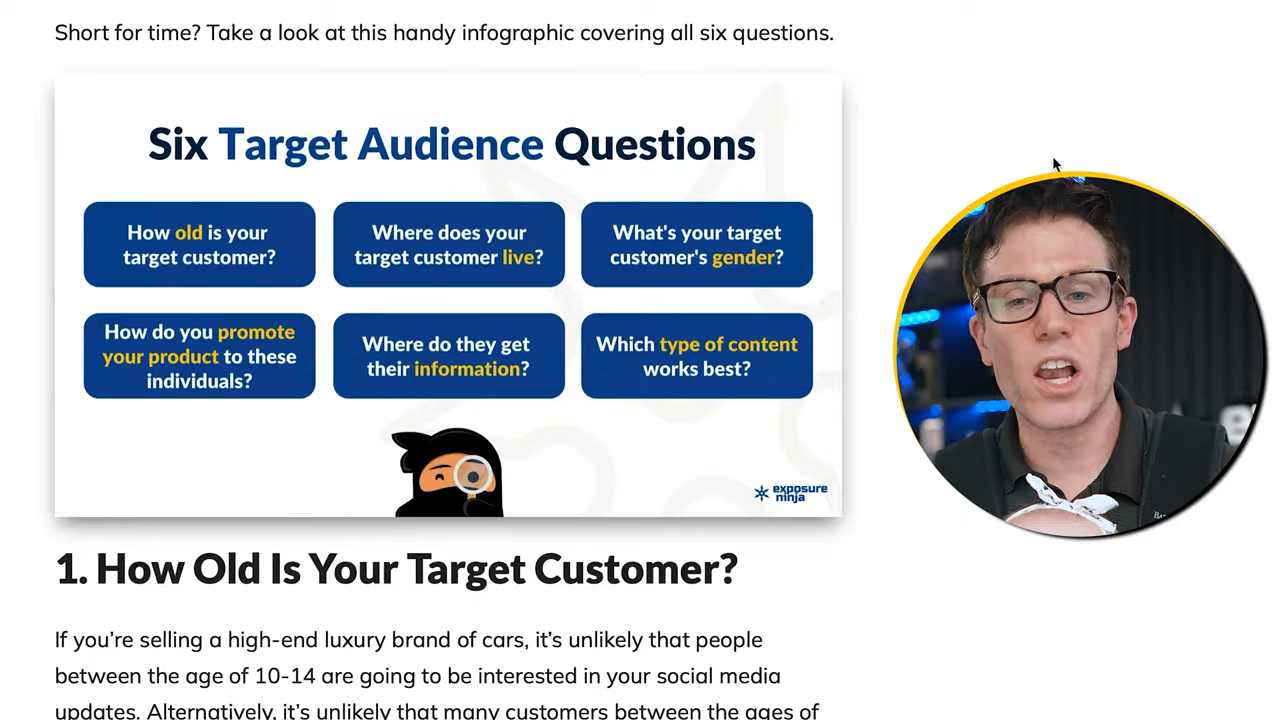 Short for time? Take a look at this handy infographic covering all six questions.
Six Target Audience Questions
How old is your
target customer?
Where does your
target customer live?
What's your target
customer's gender?
How do you promote
your product to these
individuals?
Where do they get
their information?
Which type of content
works best?
exposure
ninja
1. How Old Is Your Target Customer?
If you’re selling a high-end luxury brand of cars, it’s unlikely that people
between the age of 10-14 are going to be interested in your social media
updates. Alternatively, it’s unlikely that many customers between the ages of